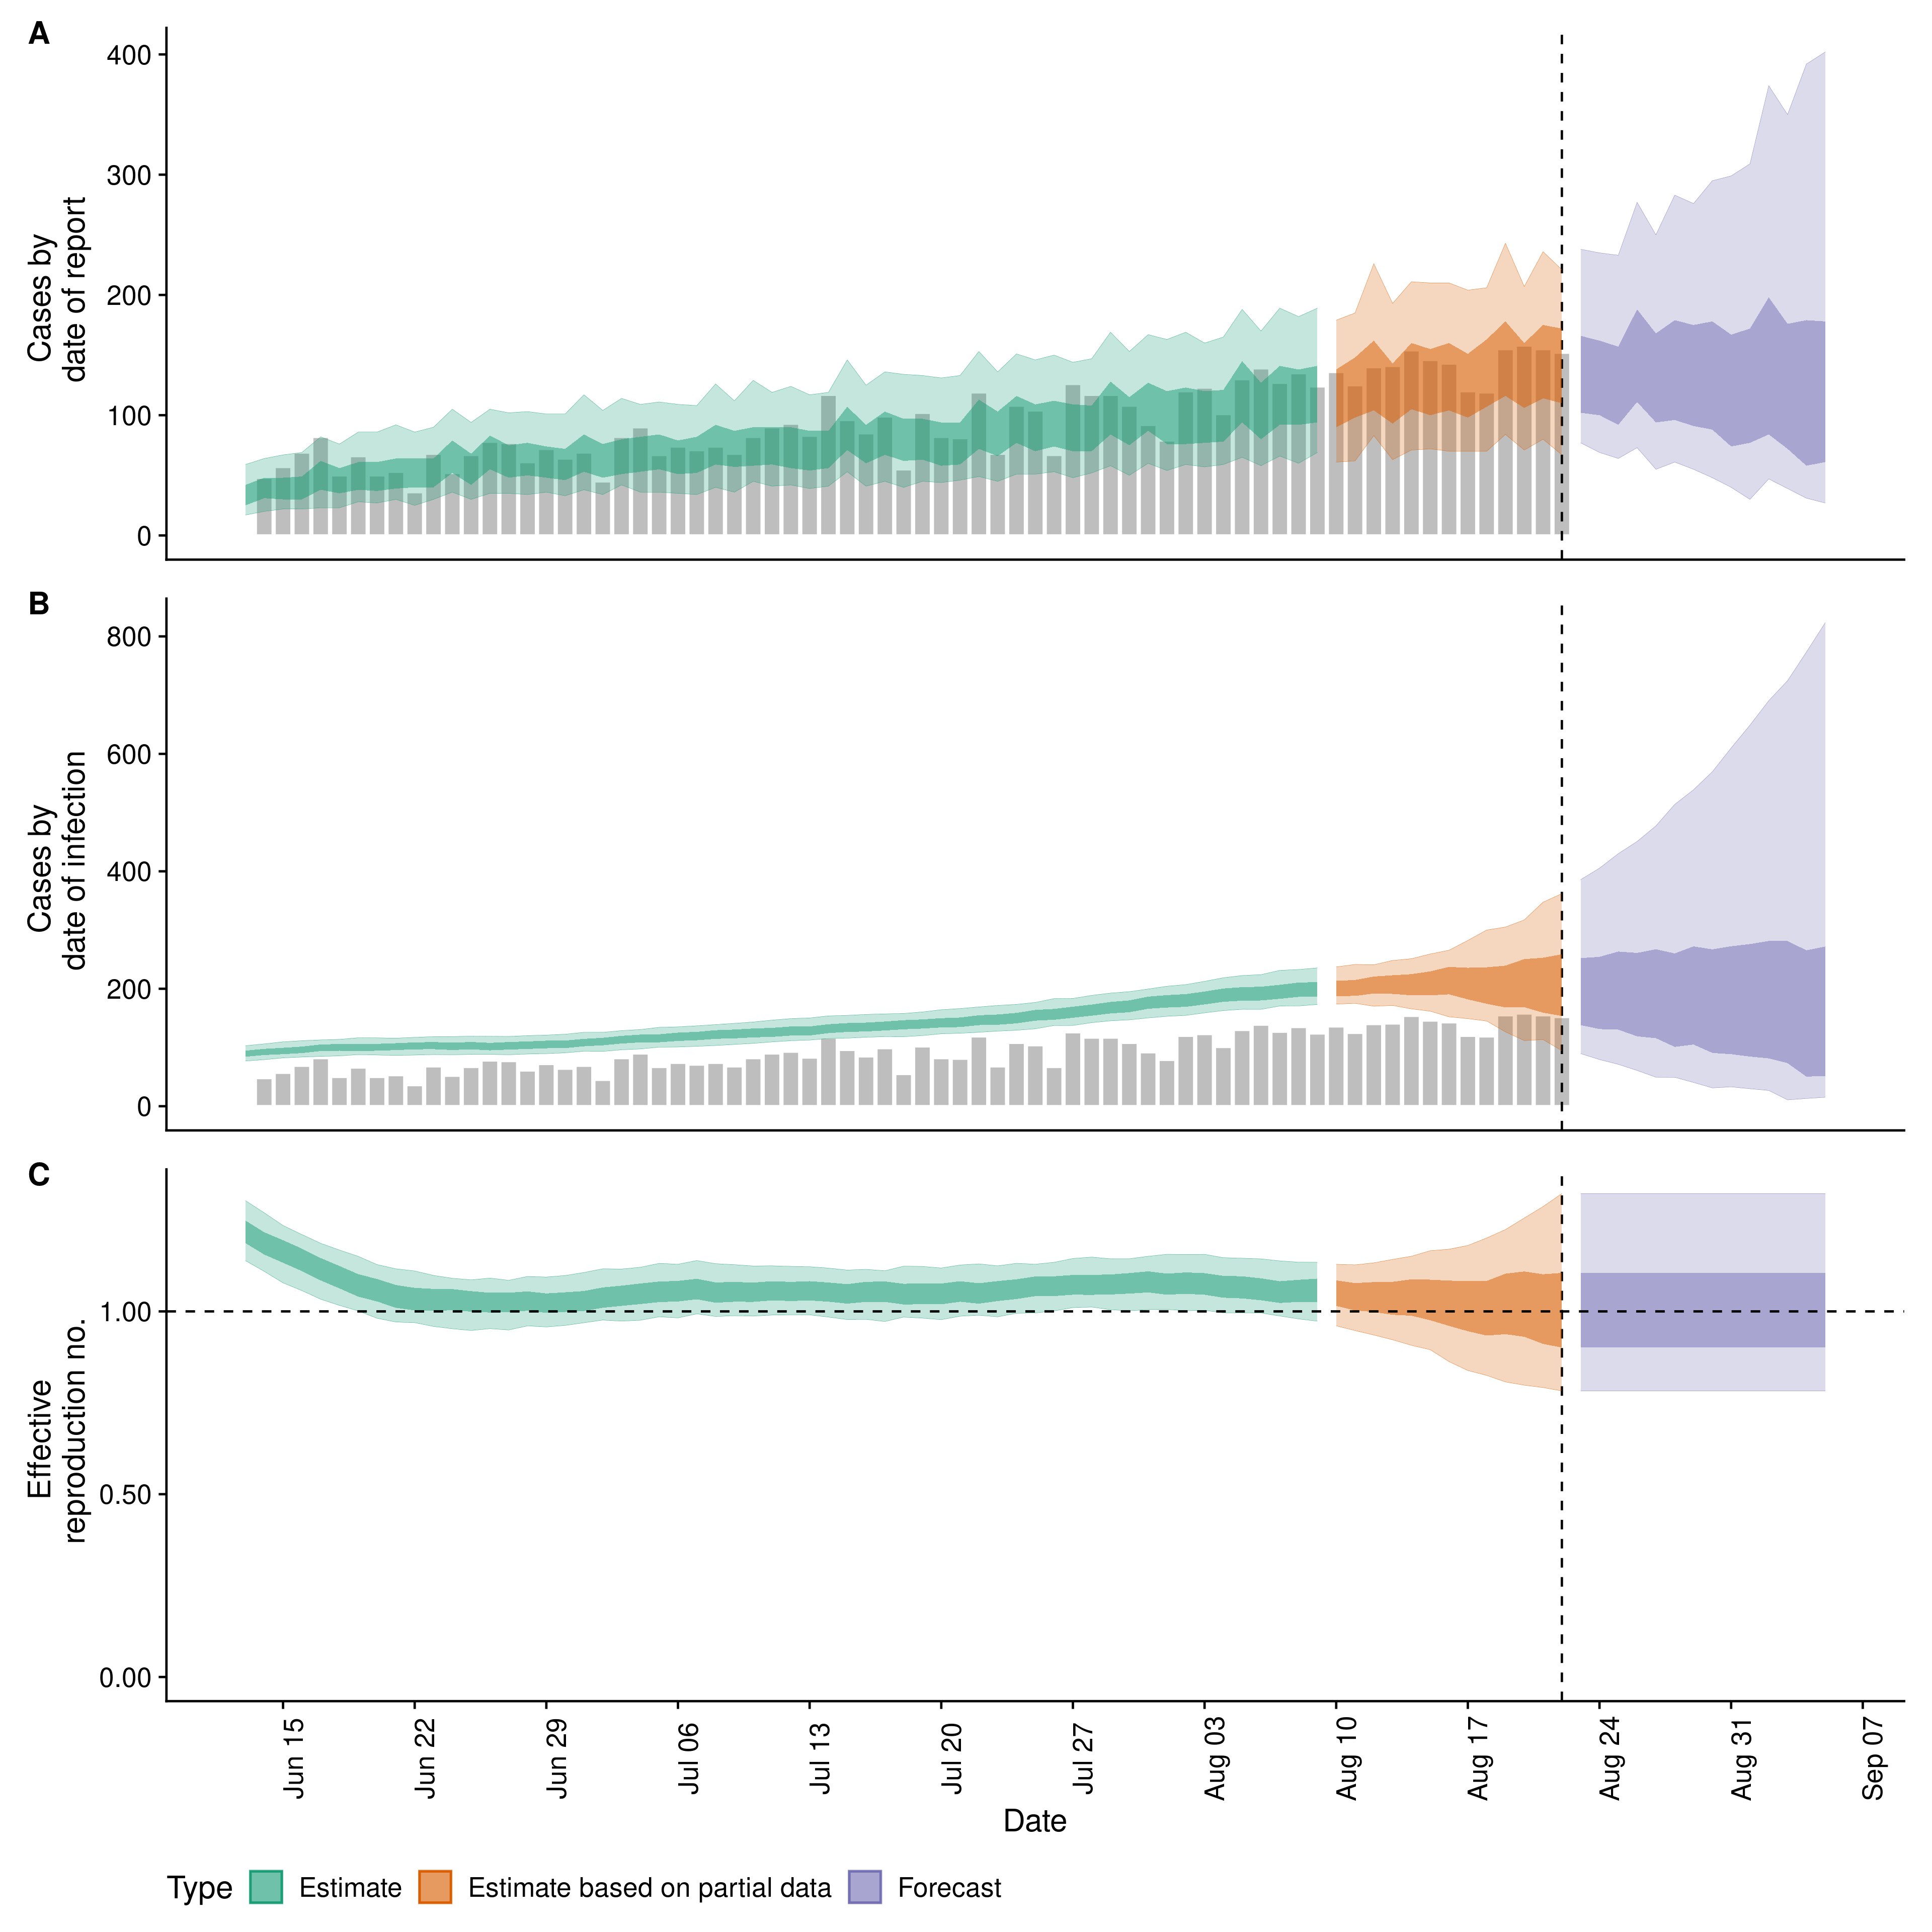 A
400
300
200
100
0
Cases by
date of report
B
800
600
400
200
0
Cases by
date of infection
C
1.00
0.50
0.00
Effective
reproduction no.
Jun 15
Jun 22
Jun 29
Jul 06
Jul 13
Jul 20
Jul 27
Aug 03
Aug 10
Aug 17
Aug 24
Aug 31
Sep 07
Date
Type Estimate Estimate based on partial data Forecast